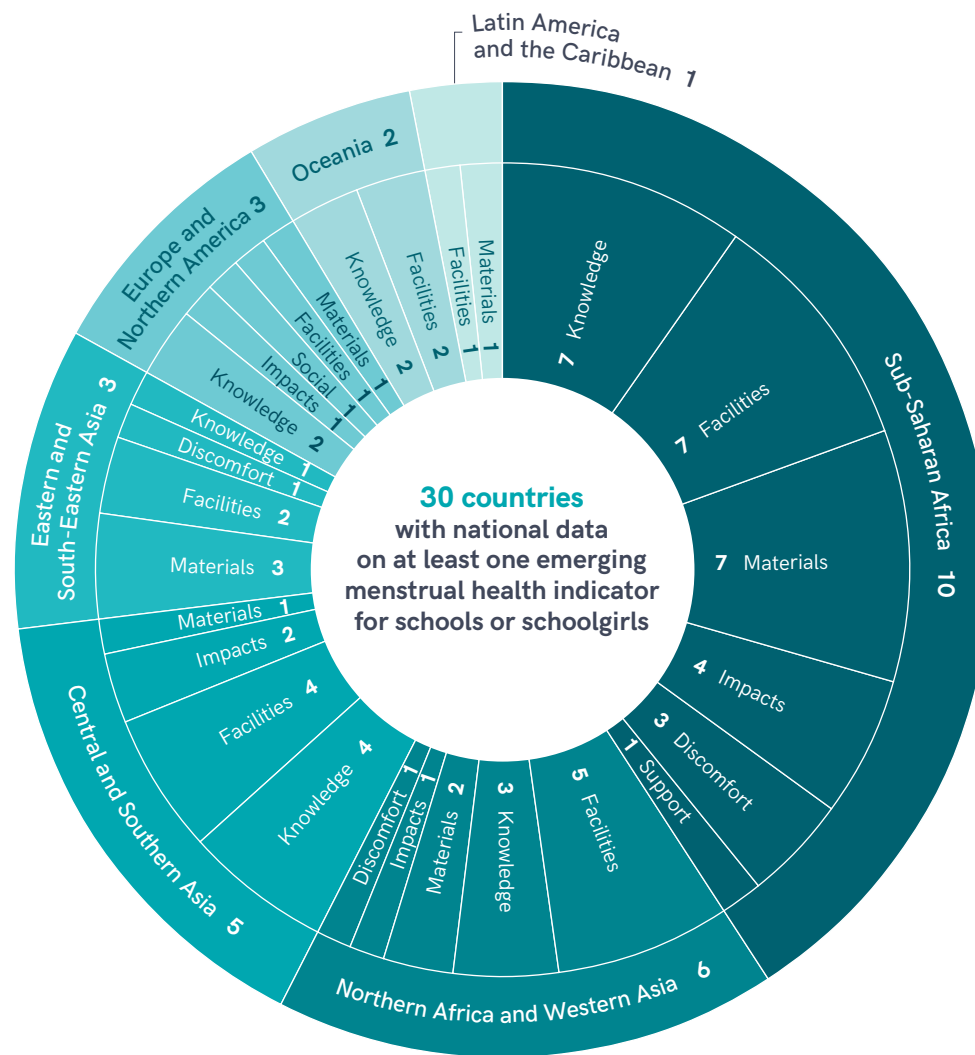 Latin America
and the Caribbean 1
Sub-Saharan Africa 10
7 Knowledge
7 Facilities
7 Materials
4 Impacts
3 Discomfort
1 Support
Northern Africa and Western Asia 6
5 Facilities
3 Knowledge
2 Materials
1 Impacts
1 Discomfort
Central and Southern Asia 5
Knowledge 4
Facilities 4
Impacts 2
Materials 1
Eastern and
South-Eastern Asia 3
Materials 3
Facilities 2
Discomfort 1
Knowledge 1
Europe and
Northern America 3
Knowledge 2
Impacts 1
Social 1
Facilities 1
Materials 1
Oceania 2
Knowledge 2
Facilities 2
Facilities 1
Materials 1
30 countries
with national data
on at least one emerging
menstrual health indicator
for schools or schoolgirls